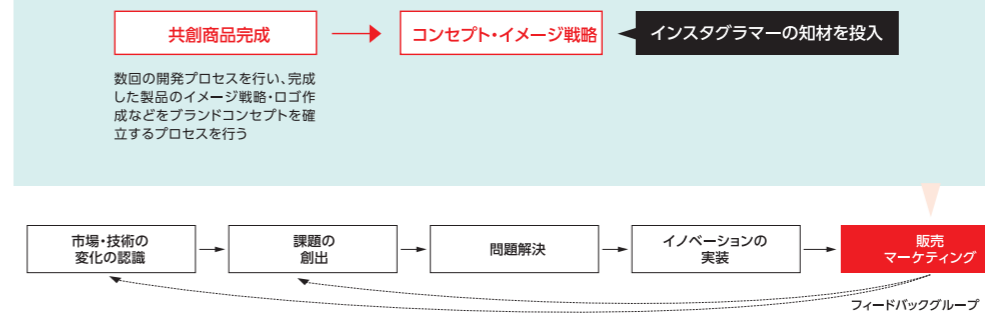 共創商品完成
コンセプト・イメージ戦略
インスタグラマーの知材を投入
数回の開発プロセスを行い、完成
した製品のイメージ戦略・ロゴ作
成などをブランドコンセプトを確
立するプロセスを行う
市場・技術の
変化の認識
課題の
創出
問題解決
イノベーションの
実装
販売
マーケティング
フィードバックグループ